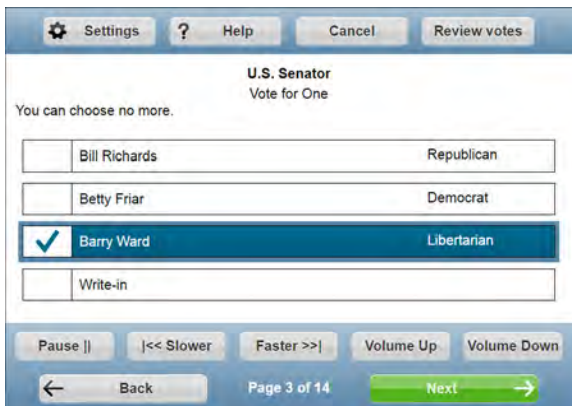 Settings ? Help Cancel Review votes
U.S. Senator
Vote for One
You can choose no more.
Bill Richards Republican
Betty Friar Democrat
Barry Ward Libertarian
Write-in
Pause || |<< Slower Faster >>| Volume Up Volume Down
← Back Page 3 of 14 Next →